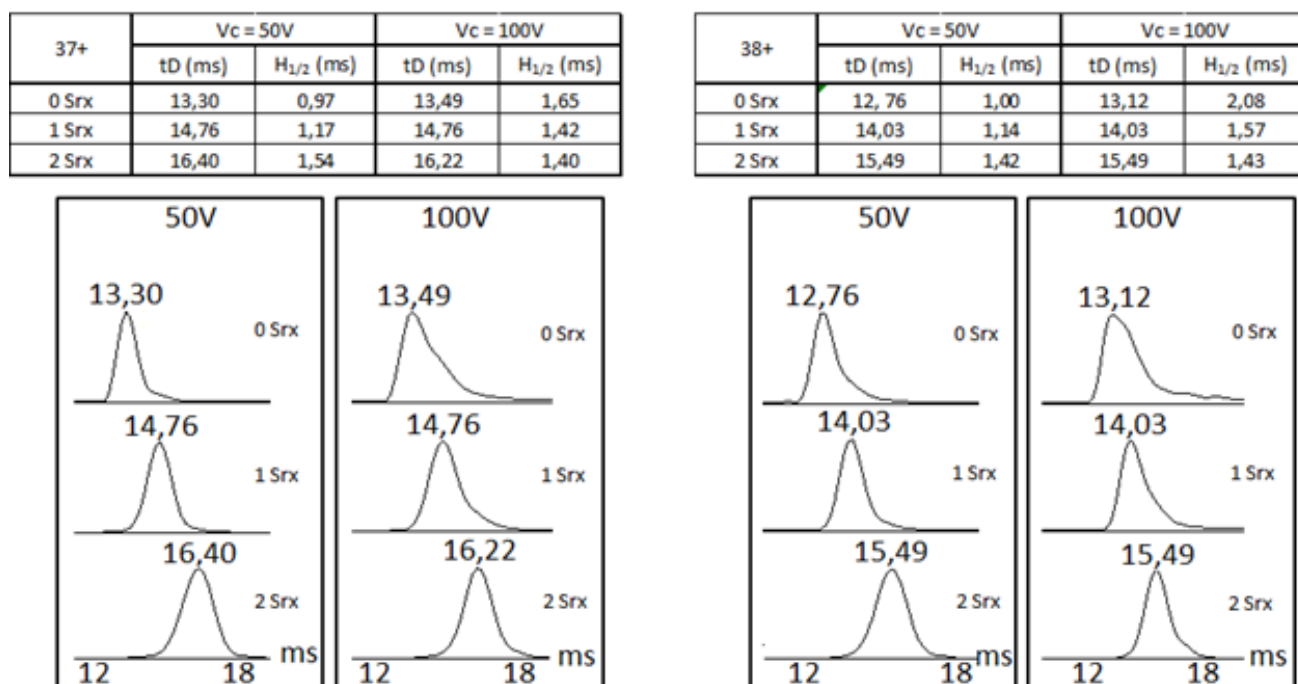 37+ Vc = 50V Vc = 100V
tD (ms) H1/2 (ms) tD (ms) H1/2 (ms)
0 Srx 13,30 0,97 13,49 1,65
1 Srx 14,76 1,17 14,76 1,42
2 Srx 16,40 1,54 16,22 1,40
38+ Vc = 50V Vc = 100V
tD (ms) H1/2 (ms) tD (ms) H1/2 (ms)
0 Srx 12, 76 1,00 13,12 2,08
1 Srx 14,03 1,14 14,03 1,57
2 Srx 15,49 1,42 15,49 1,43
50V
13,30
0 Srx
14,76
1 Srx
16,40
2 Srx
12 18 ms
100V
13,49
0 Srx
14,76
1 Srx
16,22
2 Srx
12 18 ms
50V
12,76
0 Srx
14,03
1 Srx
15,49
2 Srx
12 18 ms
100V
13,12
0 Srx
14,03
1 Srx
15,49
2 Srx
12 18 ms